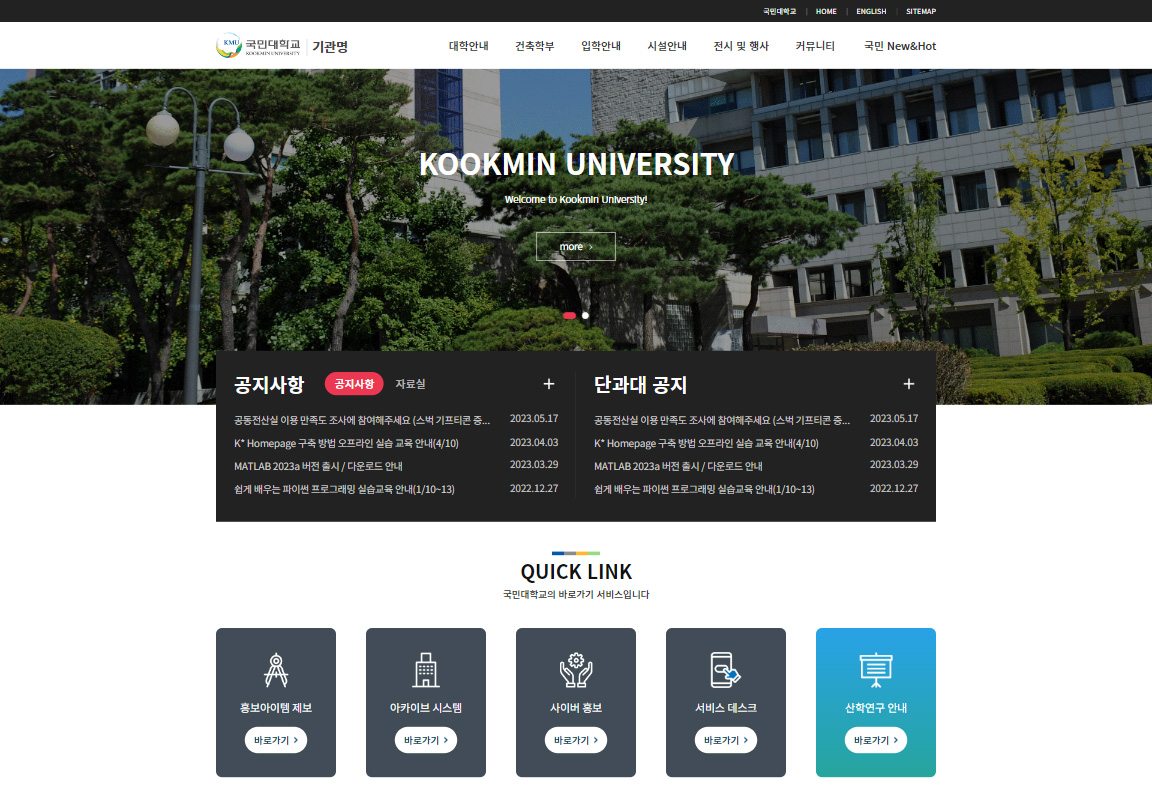 국민대학교 | HOME | ENGLISH | SITEMAP
KMU 국민대학교 KOOKMIN UNIVERSITY 기관명
대학안내 건축학부 입학안내 시설안내 전시 및 행사 커뮤니티 국민 New&Hot
KOOKMIN UNIVERSITY
Welcome to Kookmin University!
more ›
공지사항 공지사항 자료실 +
공동전산실 이용 만족도 조사에 참여해주세요 (스벅 기프티콘 증... 2023.05.17
K* Homepage 구축 방법 오프라인 실습 교육 안내(4/10) 2023.04.03
MATLAB 2023a 버전 출시 / 다운로드 안내 2023.03.29
쉽게 배우는 파이썬 프로그래밍 실습교육 안내(1/10~13) 2022.12.27
단과대 공지 +
공동전산실 이용 만족도 조사에 참여해주세요 (스벅 기프티콘 증... 2023.05.17
K* Homepage 구축 방법 오프라인 실습 교육 안내(4/10) 2023.04.03
MATLAB 2023a 버전 출시 / 다운로드 안내 2023.03.29
쉽게 배우는 파이썬 프로그래밍 실습교육 안내(1/10~13) 2022.12.27
QUICK LINK
국민대학교의 바로가기 서비스입니다
홍보아이템 제보
바로가기 >
아카이브 시스템
바로가기 >
사이버 홍보
바로가기 >
서비스 데스크
바로가기 >
산학연구 안내
바로가기 >